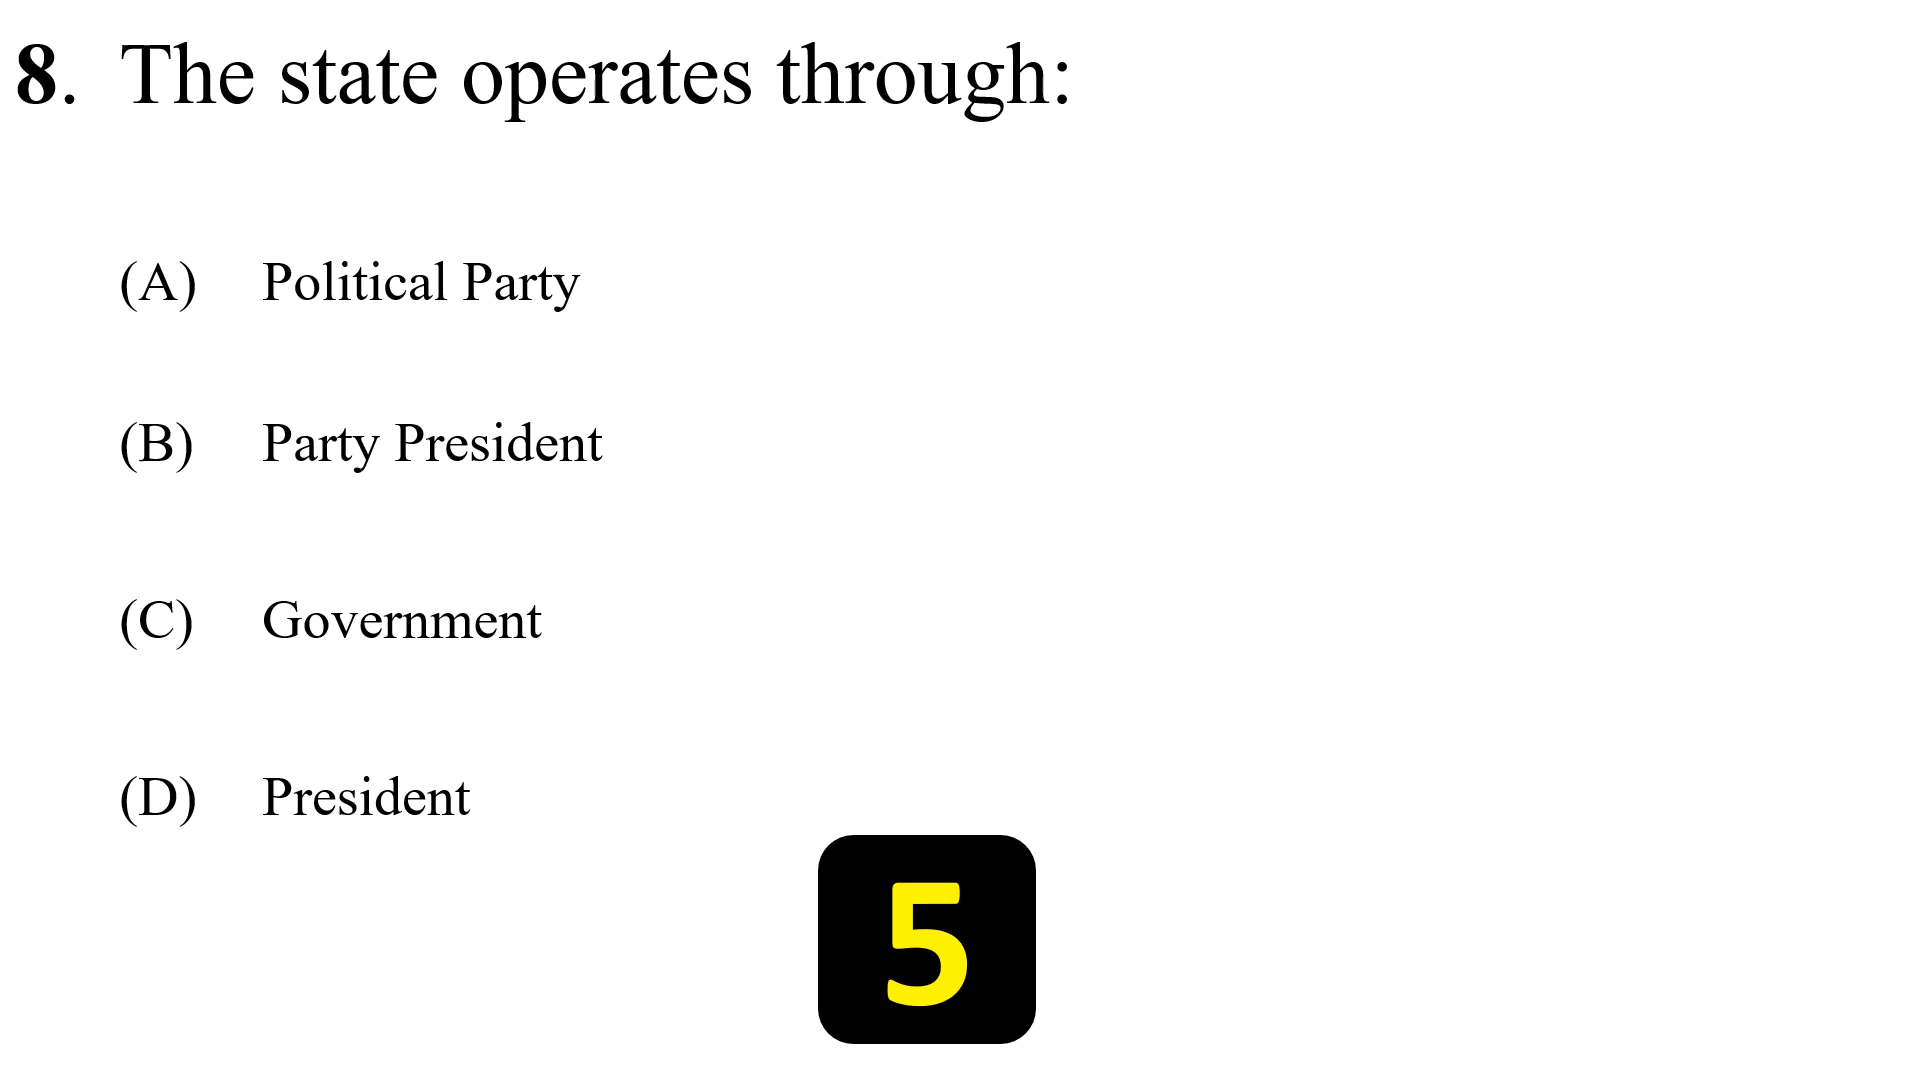 8. The state operates through:
(A) Political Party
(B) Party President
(C) Government
(D) President
5